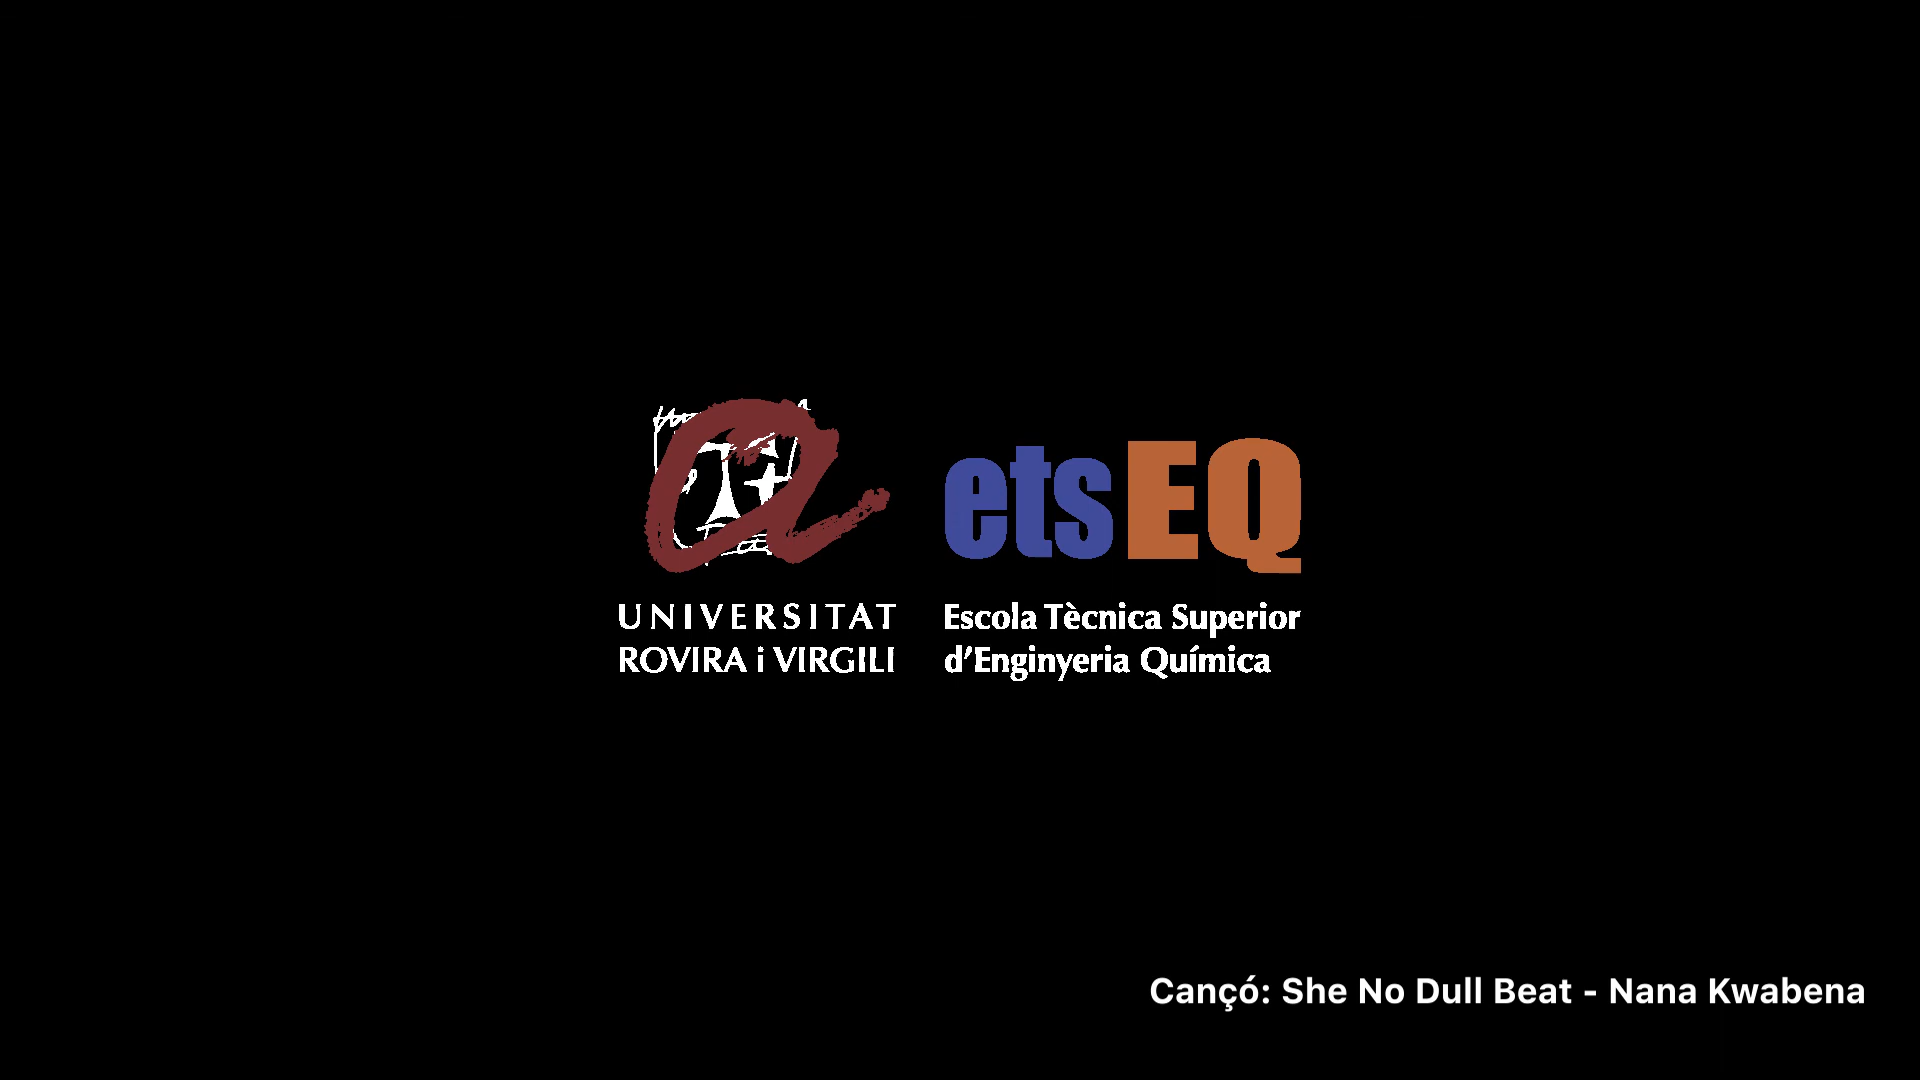 etsEQ
UNIVERSITAT
ROVIRA i VIRGILI
Escola Tècnica Superior
d’Enginyeria Química
Cançó: She No Dull Beat - Nana Kwabena